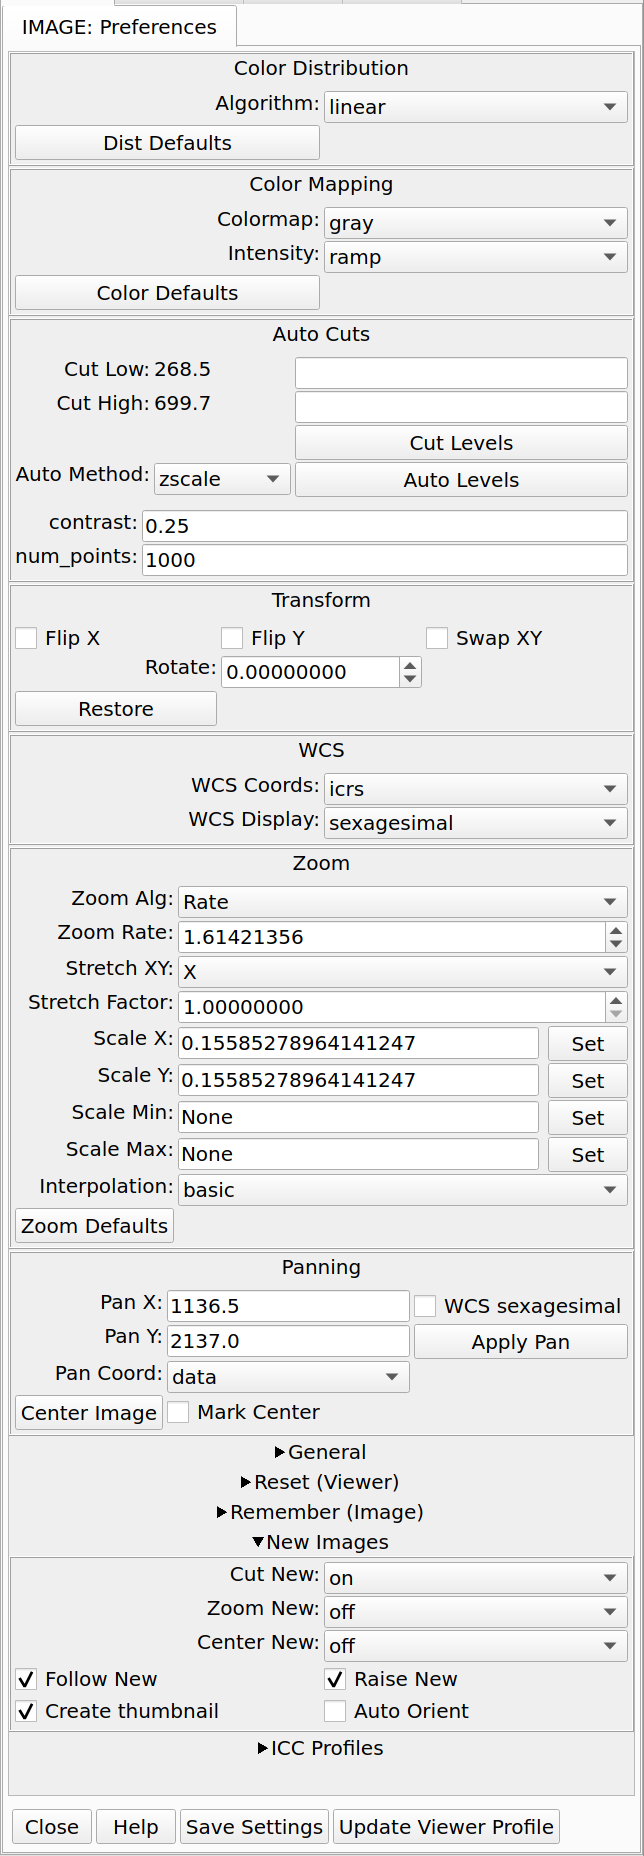 IMAGE: Preferences
Color Distribution
Algorithm: linear
Dist Defaults
Color Mapping
Colormap: gray
Intensity: ramp
Color Defaults
Auto Cuts
Cut Low: 268.5
Cut High: 699.7
Cut Levels
Auto Method: zscale Auto Levels
contrast: 0.25
num_points: 1000
Transform
Flip X Flip Y Swap XY
Rotate: 0.00000000
Restore
WCS
WCS Coords: icrs
WCS Display: sexagesimal
Zoom
Zoom Alg: Rate
Zoom Rate: 1.61421356
Stretch XY: X
Stretch Factor: 1.00000000
Scale X: 0.15585278964141247 Set
Scale Y: 0.15585278964141247 Set
Scale Min: None Set
Scale Max: None Set
Interpolation: basic
Zoom Defaults
Panning
Pan X: 1136.5 WCS sexagesimal
Pan Y: 2137.0 Apply Pan
Pan Coord: data
Center Image Mark Center
General
Reset (Viewer)
Remember (Image)
New Images
Cut New: on
Zoom New: off
Center New: off
Follow New Raise New
Create thumbnail Auto Orient
ICC Profiles
Close Help Save Settings Update Viewer Profile